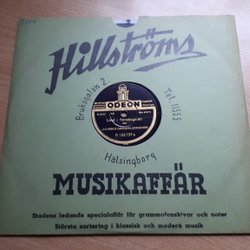 Hillströms
Bruksgatan 2.
Tel. 11555
ODEON
Hälsingborg
MUSIKAFFÄR
Stadens ledande specialaffär för grammofonskivor och noter
Största sortering i klassisk och modern musik